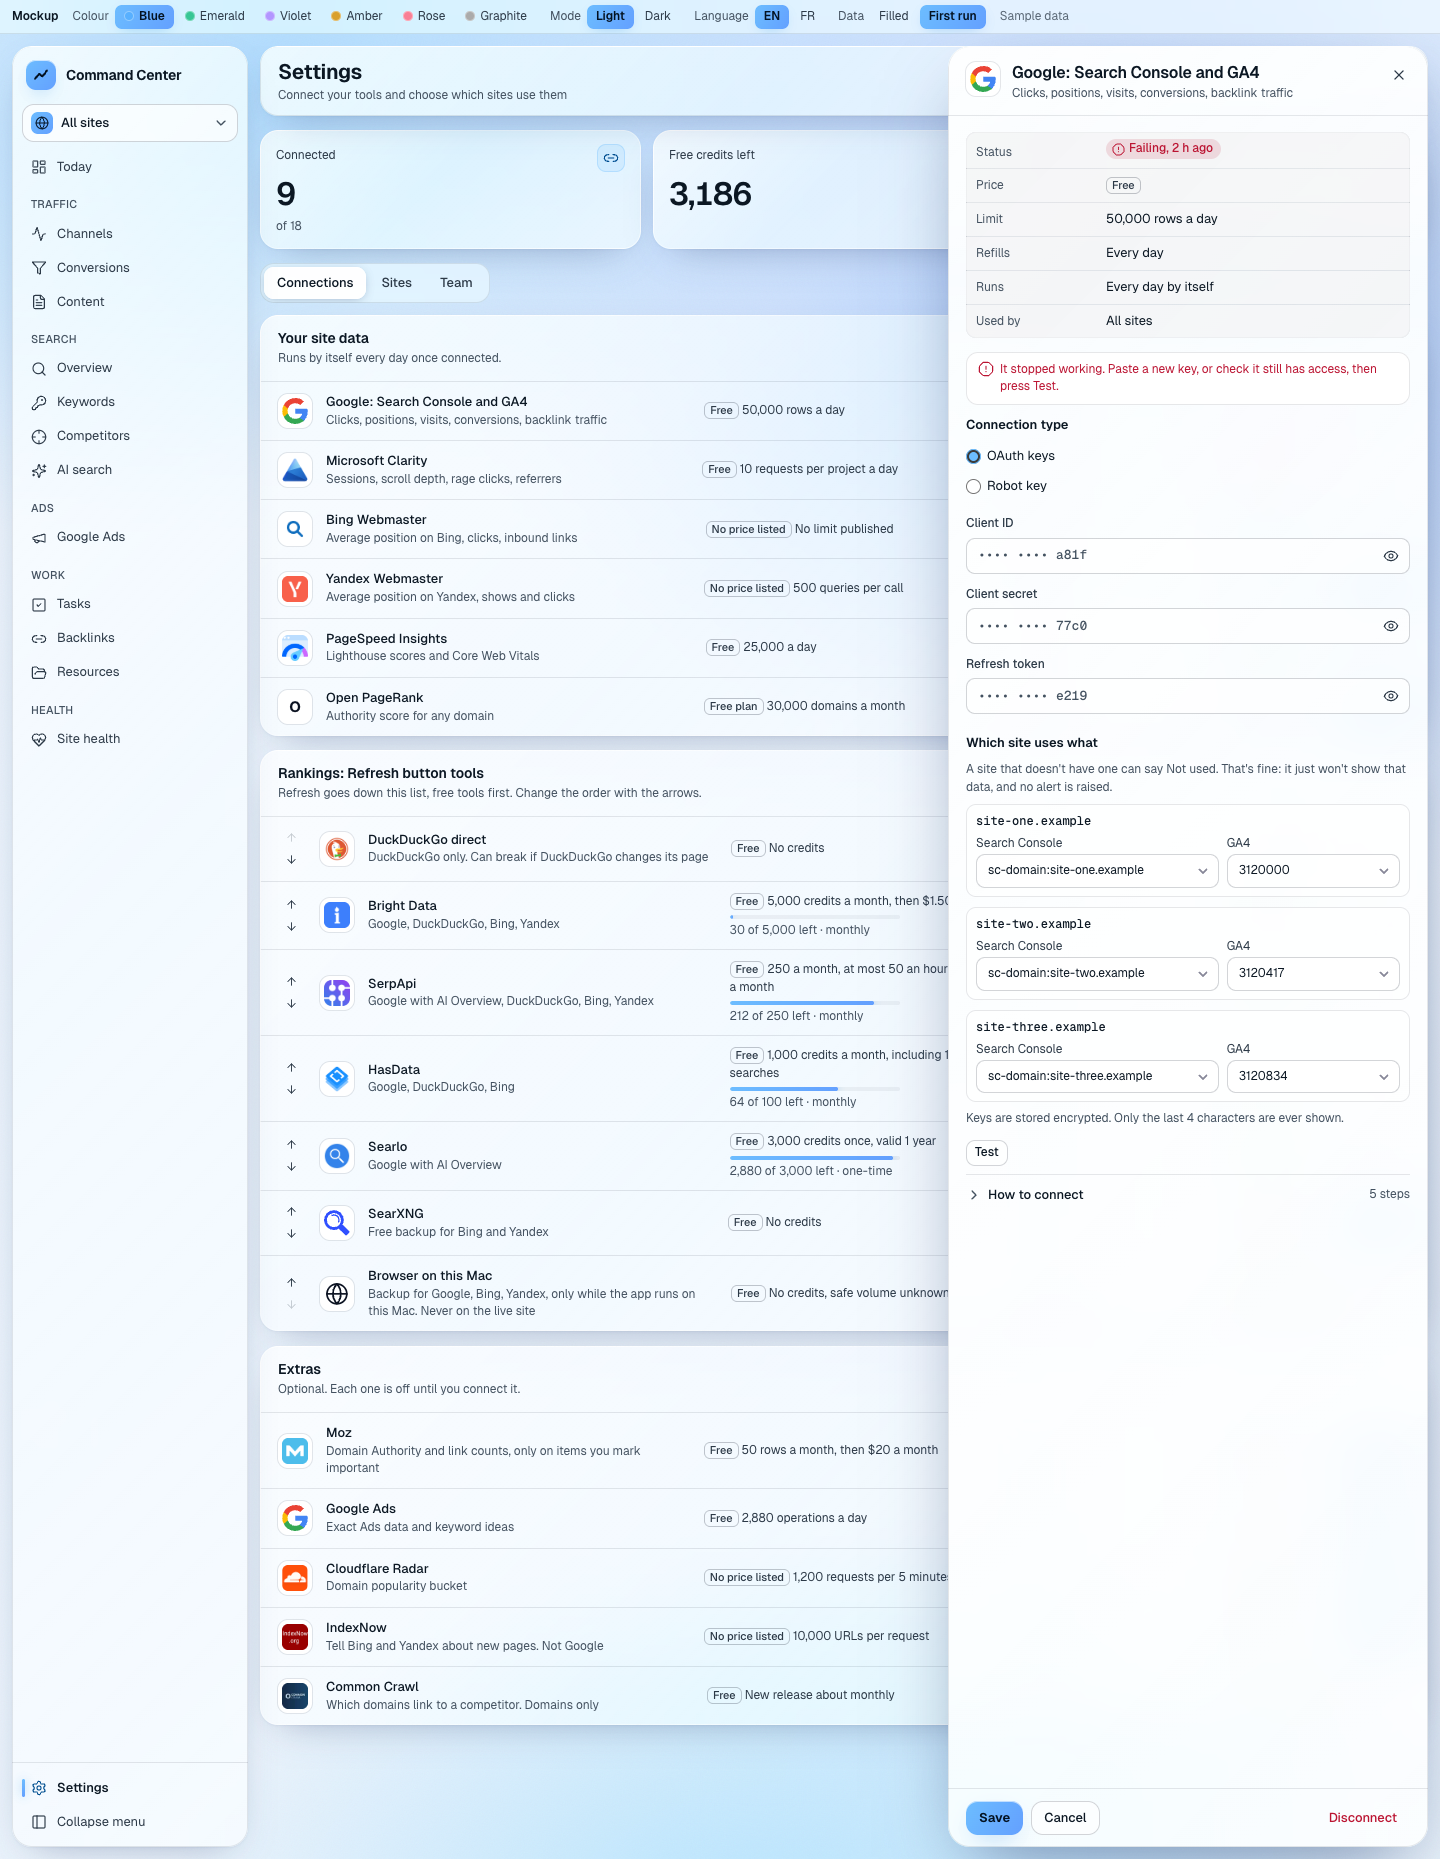 Mockup Colour Blue Emerald Violet Amber Rose Graphite Mode Light Dark Language EN FR Data Filled First run Sample data
Command Center
All sites
Today
TRAFFIC
Channels
Conversions
Content
SEARCH
Overview
Keywords
Competitors
AI search
ADS
Google Ads
WORK
Tasks
Backlinks
Resources
HEALTH
Site health
Settings
Collapse menu
Settings
Connect your tools and choose which sites use them
Connected
9
of 18
Free credits left
3,186
Connections Sites Team
Your site data
Runs by itself every day once connected.
Google: Search Console and GA4
Clicks, positions, visits, conversions, backlink traffic
Free 50,000 rows a day
Microsoft Clarity
Sessions, scroll depth, rage clicks, referrers
Free 10 requests per project a day
Bing Webmaster
Average position on Bing, clicks, inbound links
No price listed No limit published
Yandex Webmaster
Average position on Yandex, shows and clicks
No price listed 500 queries per call
PageSpeed Insights
Lighthouse scores and Core Web Vitals
Free 25,000 a day
O
Open PageRank
Authority score for any domain
Free plan 30,000 domains a month
Rankings: Refresh button tools
Refresh goes down this list, free tools first. Change the order with the arrows.
DuckDuckGo direct
DuckDuckGo only. Can break if DuckDuckGo changes its page
Free No credits
Bright Data
Google, DuckDuckGo, Bing, Yandex
Free 5,000 credits a month, then $1.50
30 of 5,000 left · monthly
SerpApi
Google with AI Overview, DuckDuckGo, Bing, Yandex
Free 250 a month, at most 50 an hour
a month
212 of 250 left · monthly
HasData
Google, DuckDuckGo, Bing
Free 1,000 credits a month, including 1
searches
64 of 100 left · monthly
Searlo
Google with AI Overview
Free 3,000 credits once, valid 1 year
2,880 of 3,000 left · one-time
SearXNG
Free backup for Bing and Yandex
Free No credits
Browser on this Mac
Backup for Google, Bing, Yandex, only while the app runs on
this Mac. Never on the live site
Free No credits, safe volume unknown
Extras
Optional. Each one is off until you connect it.
Moz
Domain Authority and link counts, only on items you mark
important
Free 50 rows a month, then $20 a month
Google Ads
Exact Ads data and keyword ideas
Free 2,880 operations a day
Cloudflare Radar
Domain popularity bucket
No price listed 1,200 requests per 5 minutes
IndexNow
.org
IndexNow
Tell Bing and Yandex about new pages. Not Google
No price listed 10,000 URLs per request
Common Crawl
Which domains link to a competitor. Domains only
Free New release about monthly
Google: Search Console and GA4
Clicks, positions, visits, conversions, backlink traffic
Status Failing, 2 h ago
Price Free
Limit 50,000 rows a day
Refills Every day
Runs Every day by itself
Used by All sites
It stopped working. Paste a new key, or check it still has access, then
press Test.
Connection type
OAuth keys
Robot key
Client ID
•••• •••• a81f
Client secret
•••• •••• 77c0
Refresh token
•••• •••• e219
Which site uses what
A site that doesn't have one can say Not used. That's fine: it just won't show that
data, and no alert is raised.
site-one.example
Search Console GA4
sc-domain:site-one.example 3120000
site-two.example
Search Console GA4
sc-domain:site-two.example 3120417
site-three.example
Search Console GA4
sc-domain:site-three.example 3120834
Keys are stored encrypted. Only the last 4 characters are ever shown.
Test
How to connect 5 steps
Save Cancel Disconnect